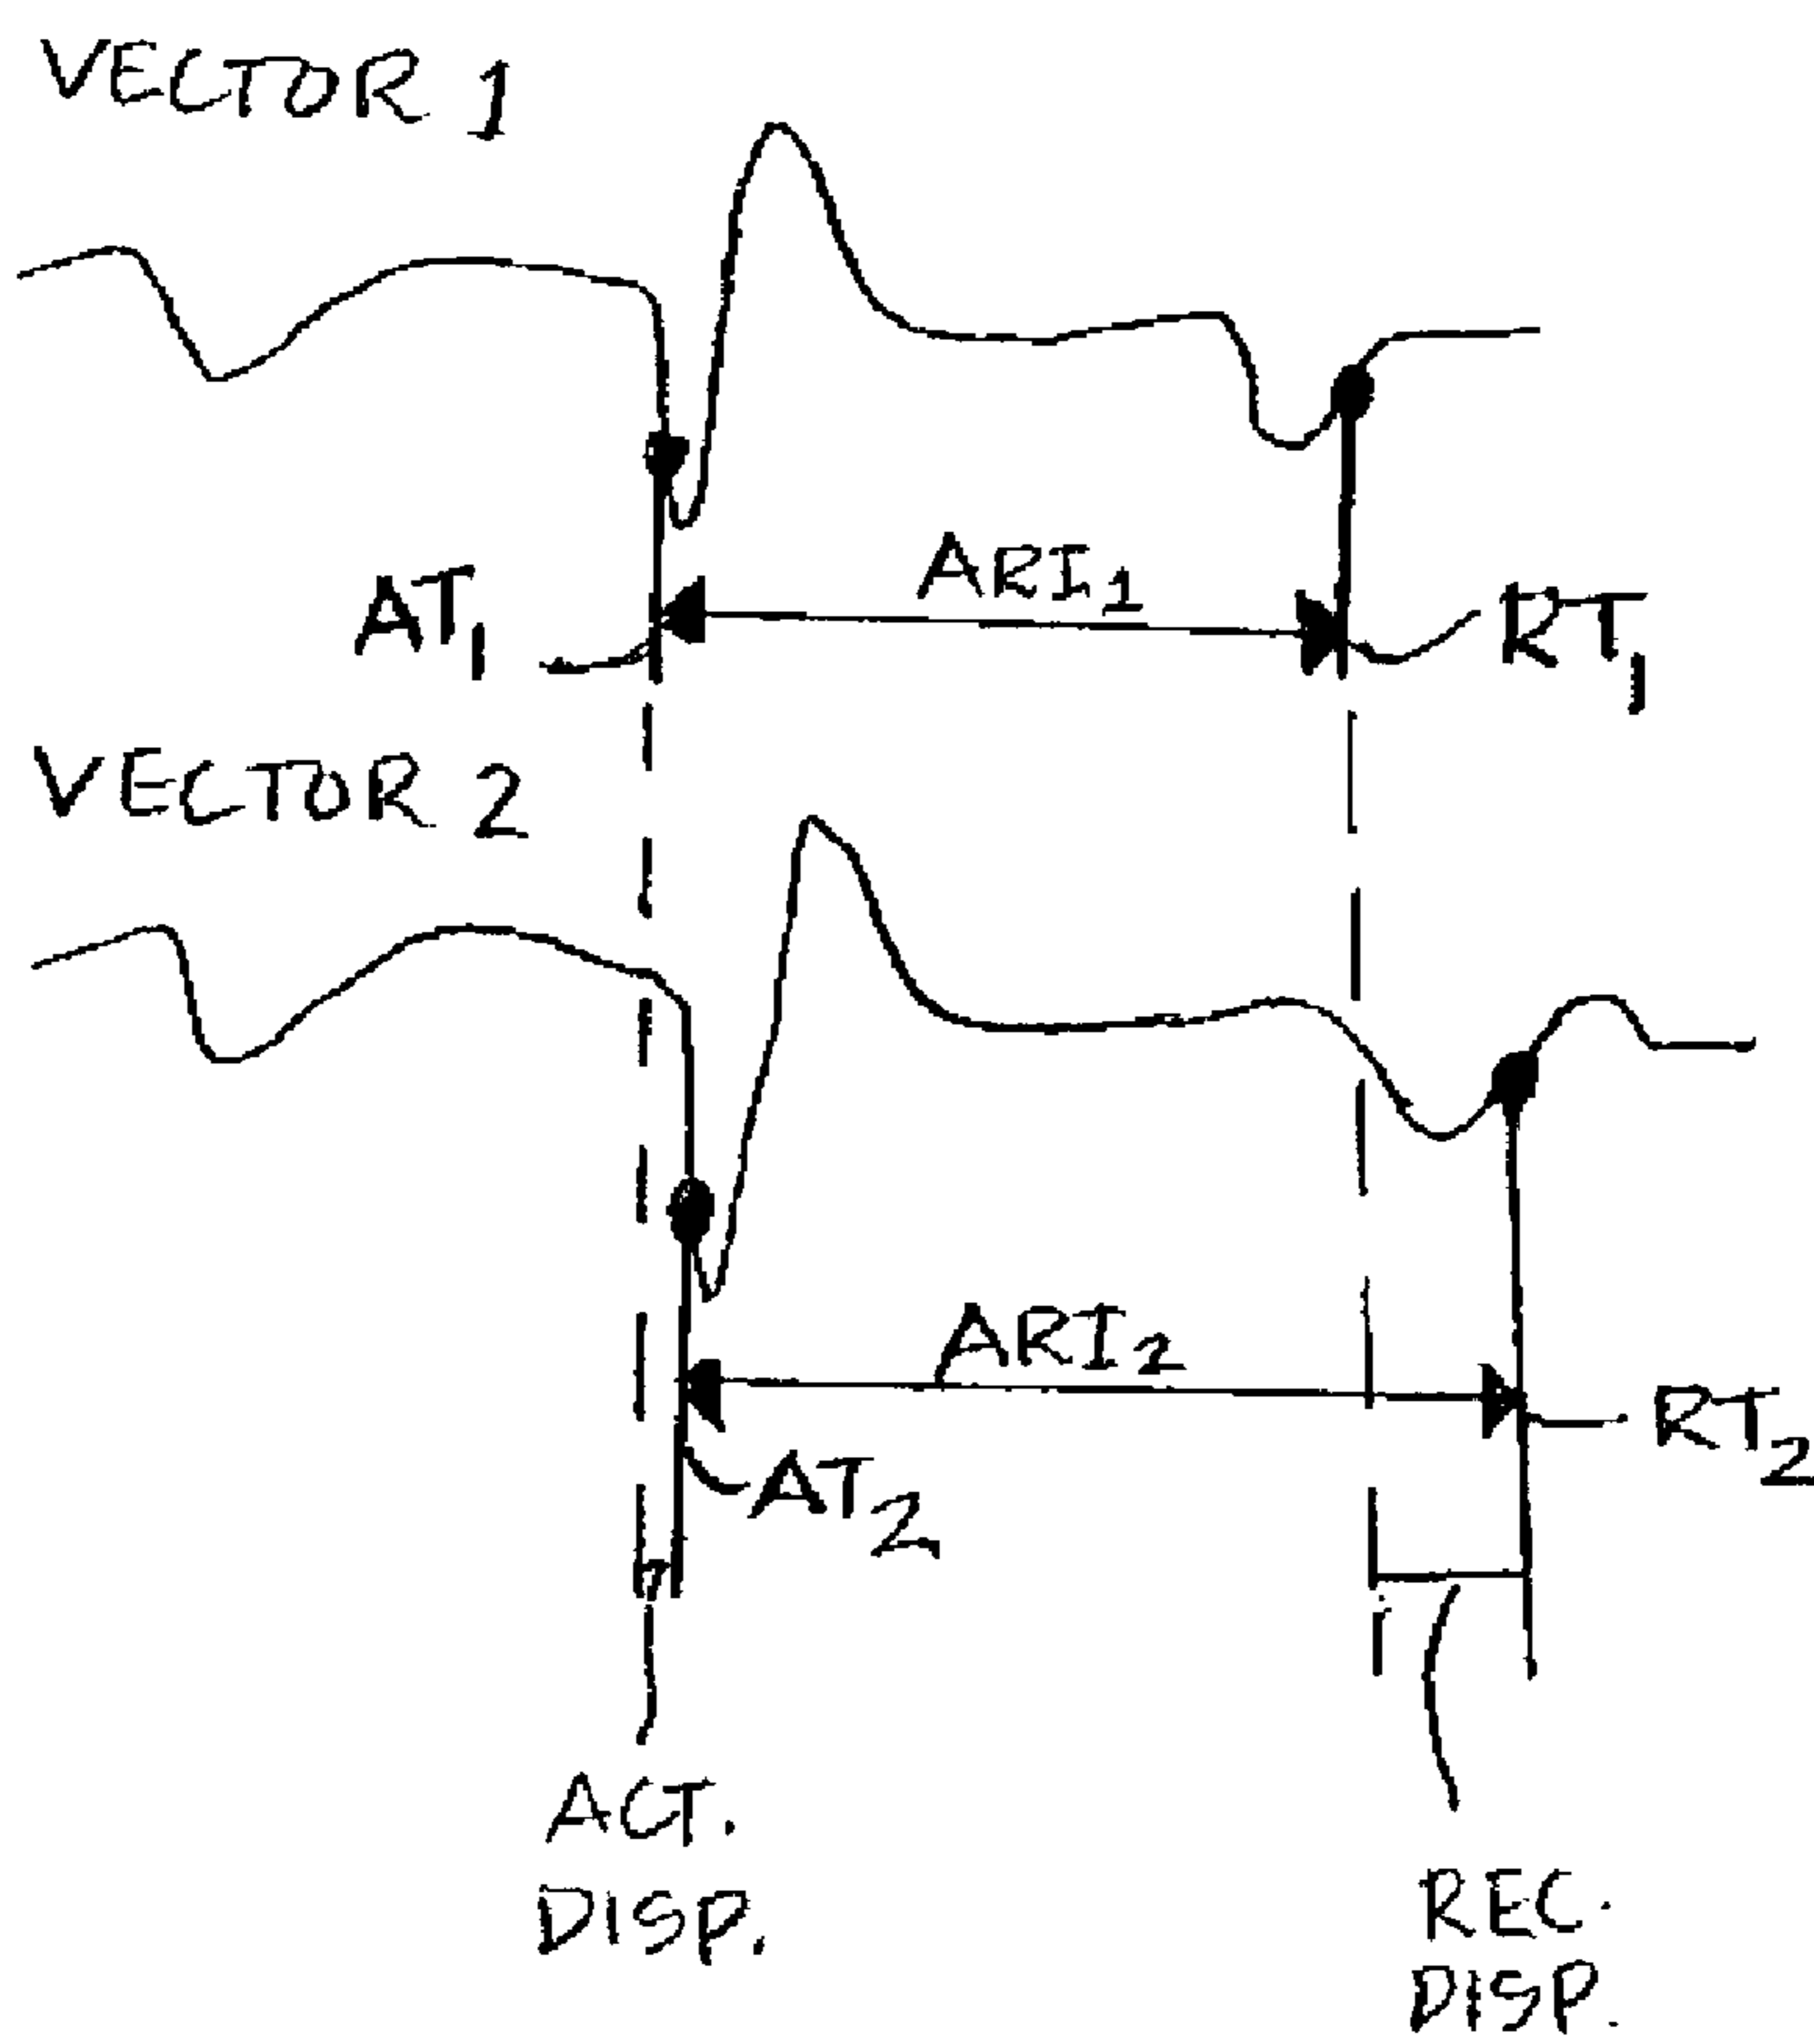 VECTOR 1
ARI1
AT1
RT1
VECTOR 2
ARI2
RT2
AT2
ACT.
DISP.
REC.
DISP.